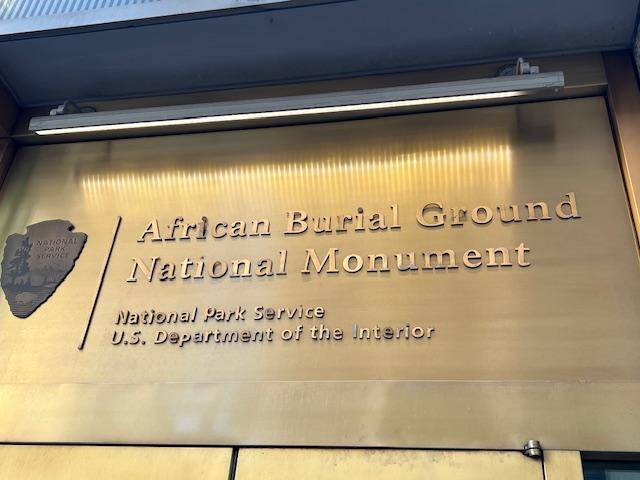 NATIONAL
PARK
SERVICE
African Burial Ground
National Monument
National Park Service
U.S. Department of the Interior